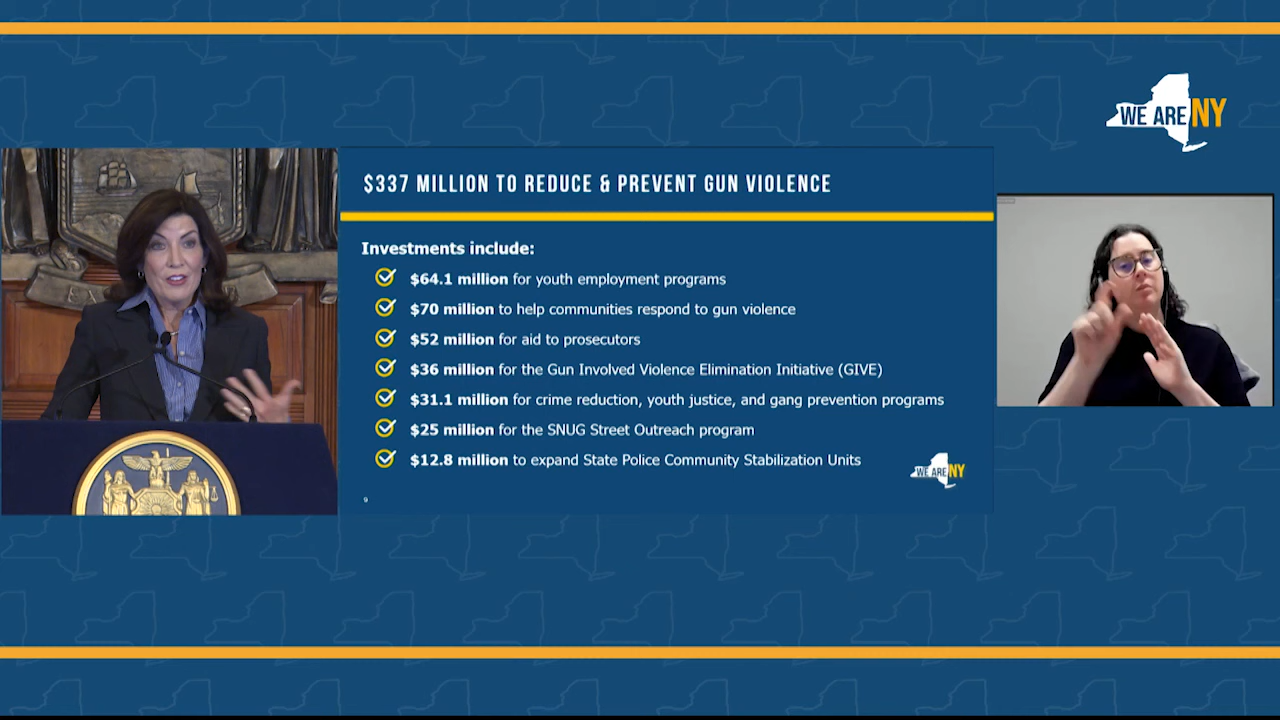 WE ARE NY
$337 MILLION TO REDUCE & PREVENT GUN VIOLENCE
Investments include:
$64.1 million for youth employment programs
$70 million to help communities respond to gun violence
$52 million for aid to prosecutors
$36 million for the Gun Involved Violence Elimination Initiative (GIVE)
$31.1 million for crime reduction, youth justice, and gang prevention programs
$25 million for the SNUG Street Outreach program
$12.8 million to expand State Police Community Stabilization Units
WE ARE NY
9